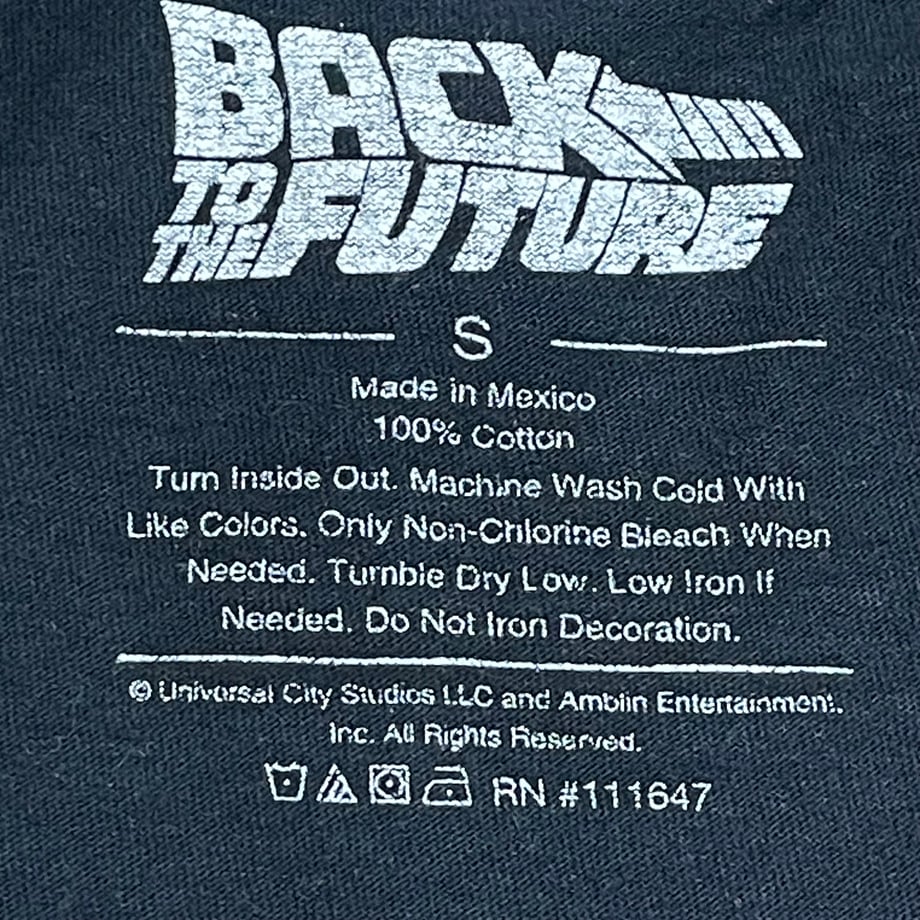 BACK
TO THE FUTURE
S
Made in Mexico
100% Cotton
Turn Inside Out. Machine Wash Cold With
Like Colors. Only Non-Chlorine Bleach When
Needed. Tumble Dry Low. Low Iron If
Needed. Do Not Iron Decoration.
© Universal City Studios LLC and Amblin Entertainment,
Inc. All Rights Reserved.
RN #111647